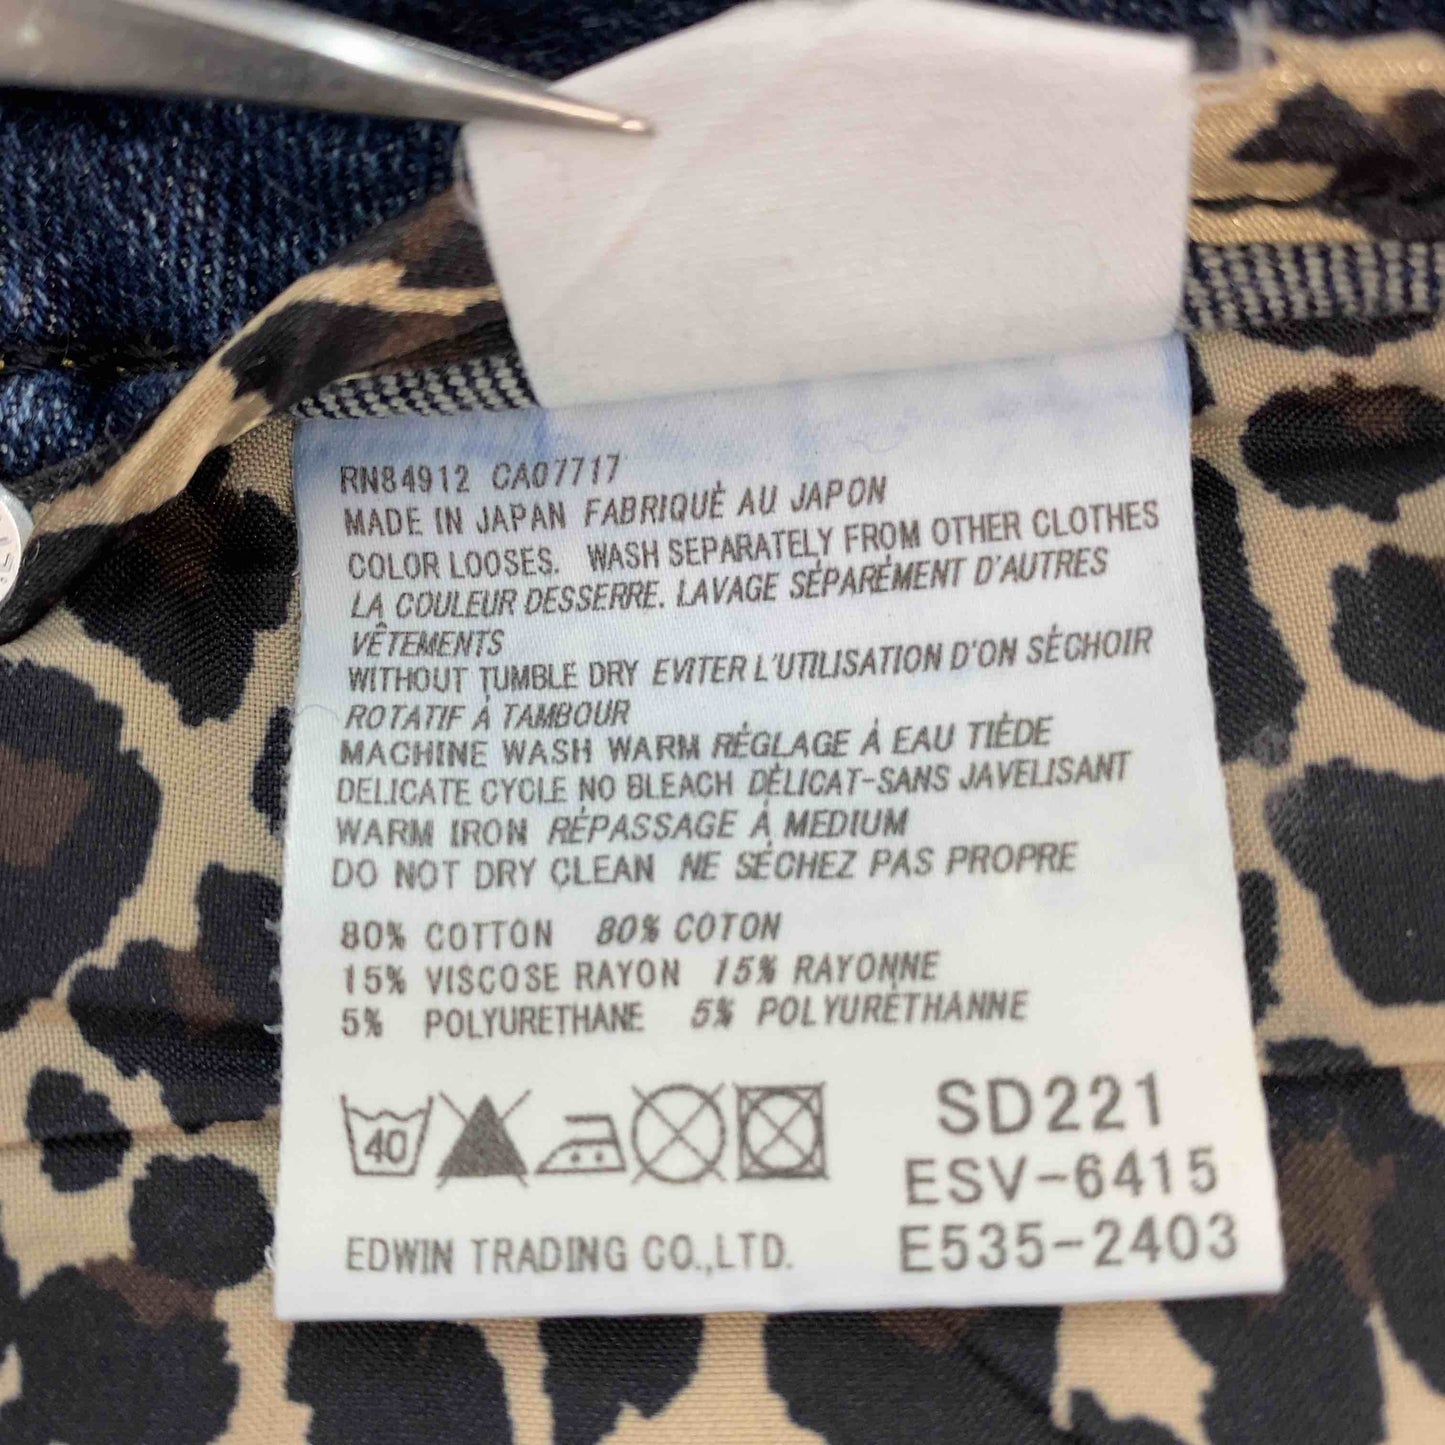 RN84912 CA07717
MADE IN JAPAN FABRIQUÉ AU JAPON
COLOR LOOSES. WASH SEPARATELY FROM OTHER CLOTHES
LA COULEUR DESSERRE. LAVAGE SÉPARÉMENT D'AUTRES
VÊTEMENTS
WITHOUT TUMBLE DRY EVITER L'UTILISATION D'ON SÉCHOIR
ROTATIF À TAMBOUR
MACHINE WASH WARM RÉGLAGE À EAU TIÈDE
DELICATE CYCLE NO BLEACH DÉLICAT-SANS JAVELISANT
WARM IRON RÉPASSAGE À MEDIUM
DO NOT DRY CLEAN NE SÉCHEZ PAS PROPRE
80% COTTON 80% COTON
15% VISCOSE RAYON 15% RAYONNE
5% POLYURETHANE 5% POLYURÉTHANNE
40
SD221
ESV-6415
EDWIN TRADING CO.,LTD. E535-2403